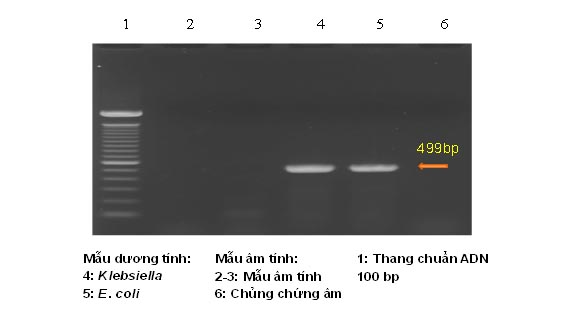 1 2 3 4 5 6
499bp
Mẫu dương tính:
4: Klebsiella
5: E. coli
Mẫu âm tính:
2-3: Mẫu âm tính
6: Chủng chứng âm
1: Thang chuẩn ADN
100 bp